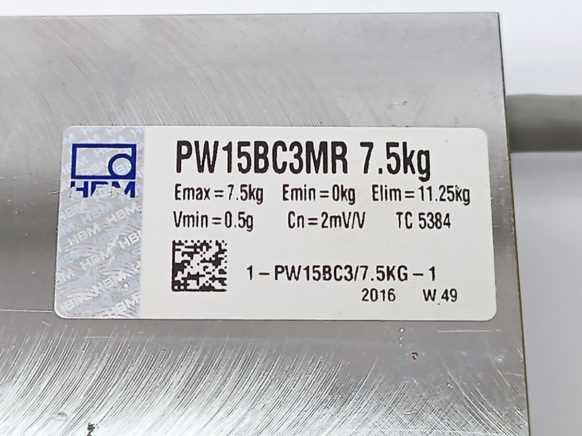 HBM
PW15BC3MR 7.5kg
Emax = 7.5kg Emin = 0kg Elim = 11.25kg
Vmin = 0.5g Cn = 2mV/V TC 5384
1 - PW15BC3/7.5KG - 1
2016 W.49